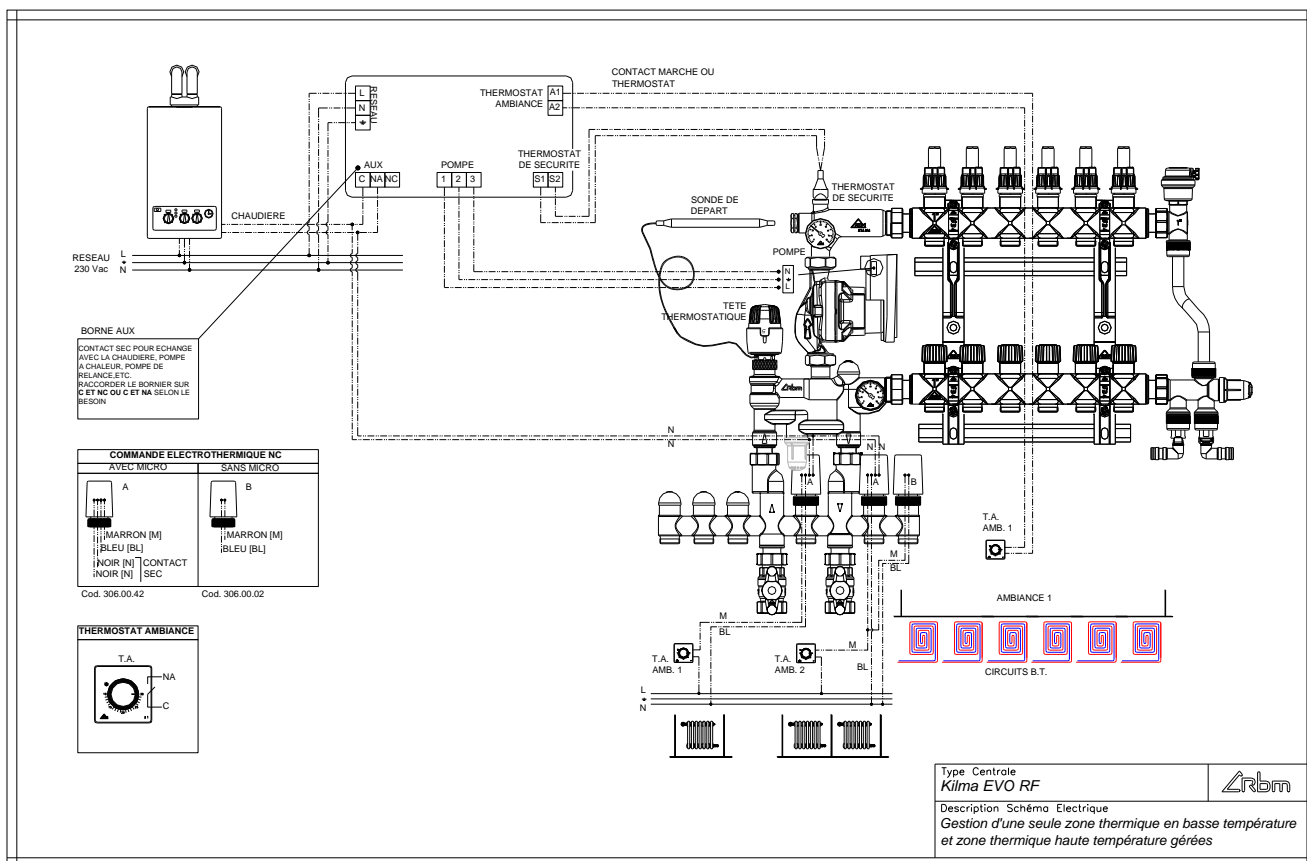 CONTACT MARCHE OU
THERMOSTAT
L
N
RESEAU
THERMOSTAT
AMBIANCE
A1
A2
AUX
C NA NC
POMPE
1 2 3
THERMOSTAT
DE SECURITE
S1 S2
CHAUDIERE
RESEAU
230 Vac
L
N
SONDE DE
DEPART
THERMOSTAT
DE SECURITE
POMPE
N
L
TETE
THERMOSTATIQUE
BORNE AUX
CONTACT SEC POUR ECHANGE
AVEC LA CHAUDIERE, POMPE
A CHALEUR, POMPE DE
RELANCE,ETC.
RACCORDER LE BORNIER SUR
C ET NC OU C ET NA SELON LE
BESOIN
COMMANDE ELECTROTHERMIQUE NC
AVEC MICRO
SANS MICRO
A
B
MARRON [M]
BLEU [BL]
NOIR [N]
NOIR [N]
CONTACT
SEC
MARRON [M]
BLEU [BL]
Cod. 306.00.42
Cod. 306.00.02
THERMOSTAT AMBIANCE
T.A.
NA
C
rbm
N
N
N N
A
A
B
M
BL
T.A.
AMB. 1
M
BL
T.A.
AMB. 1
M
BL
T.A.
AMB. 2
L
N
AMBIANCE 1
CIRCUITS B.T.
Type Centrale
Kilma EVO RF
rbm
Description Schéma Electrique
Gestion d'une seule zone thermique en basse température
et zone thermique haute température gérées